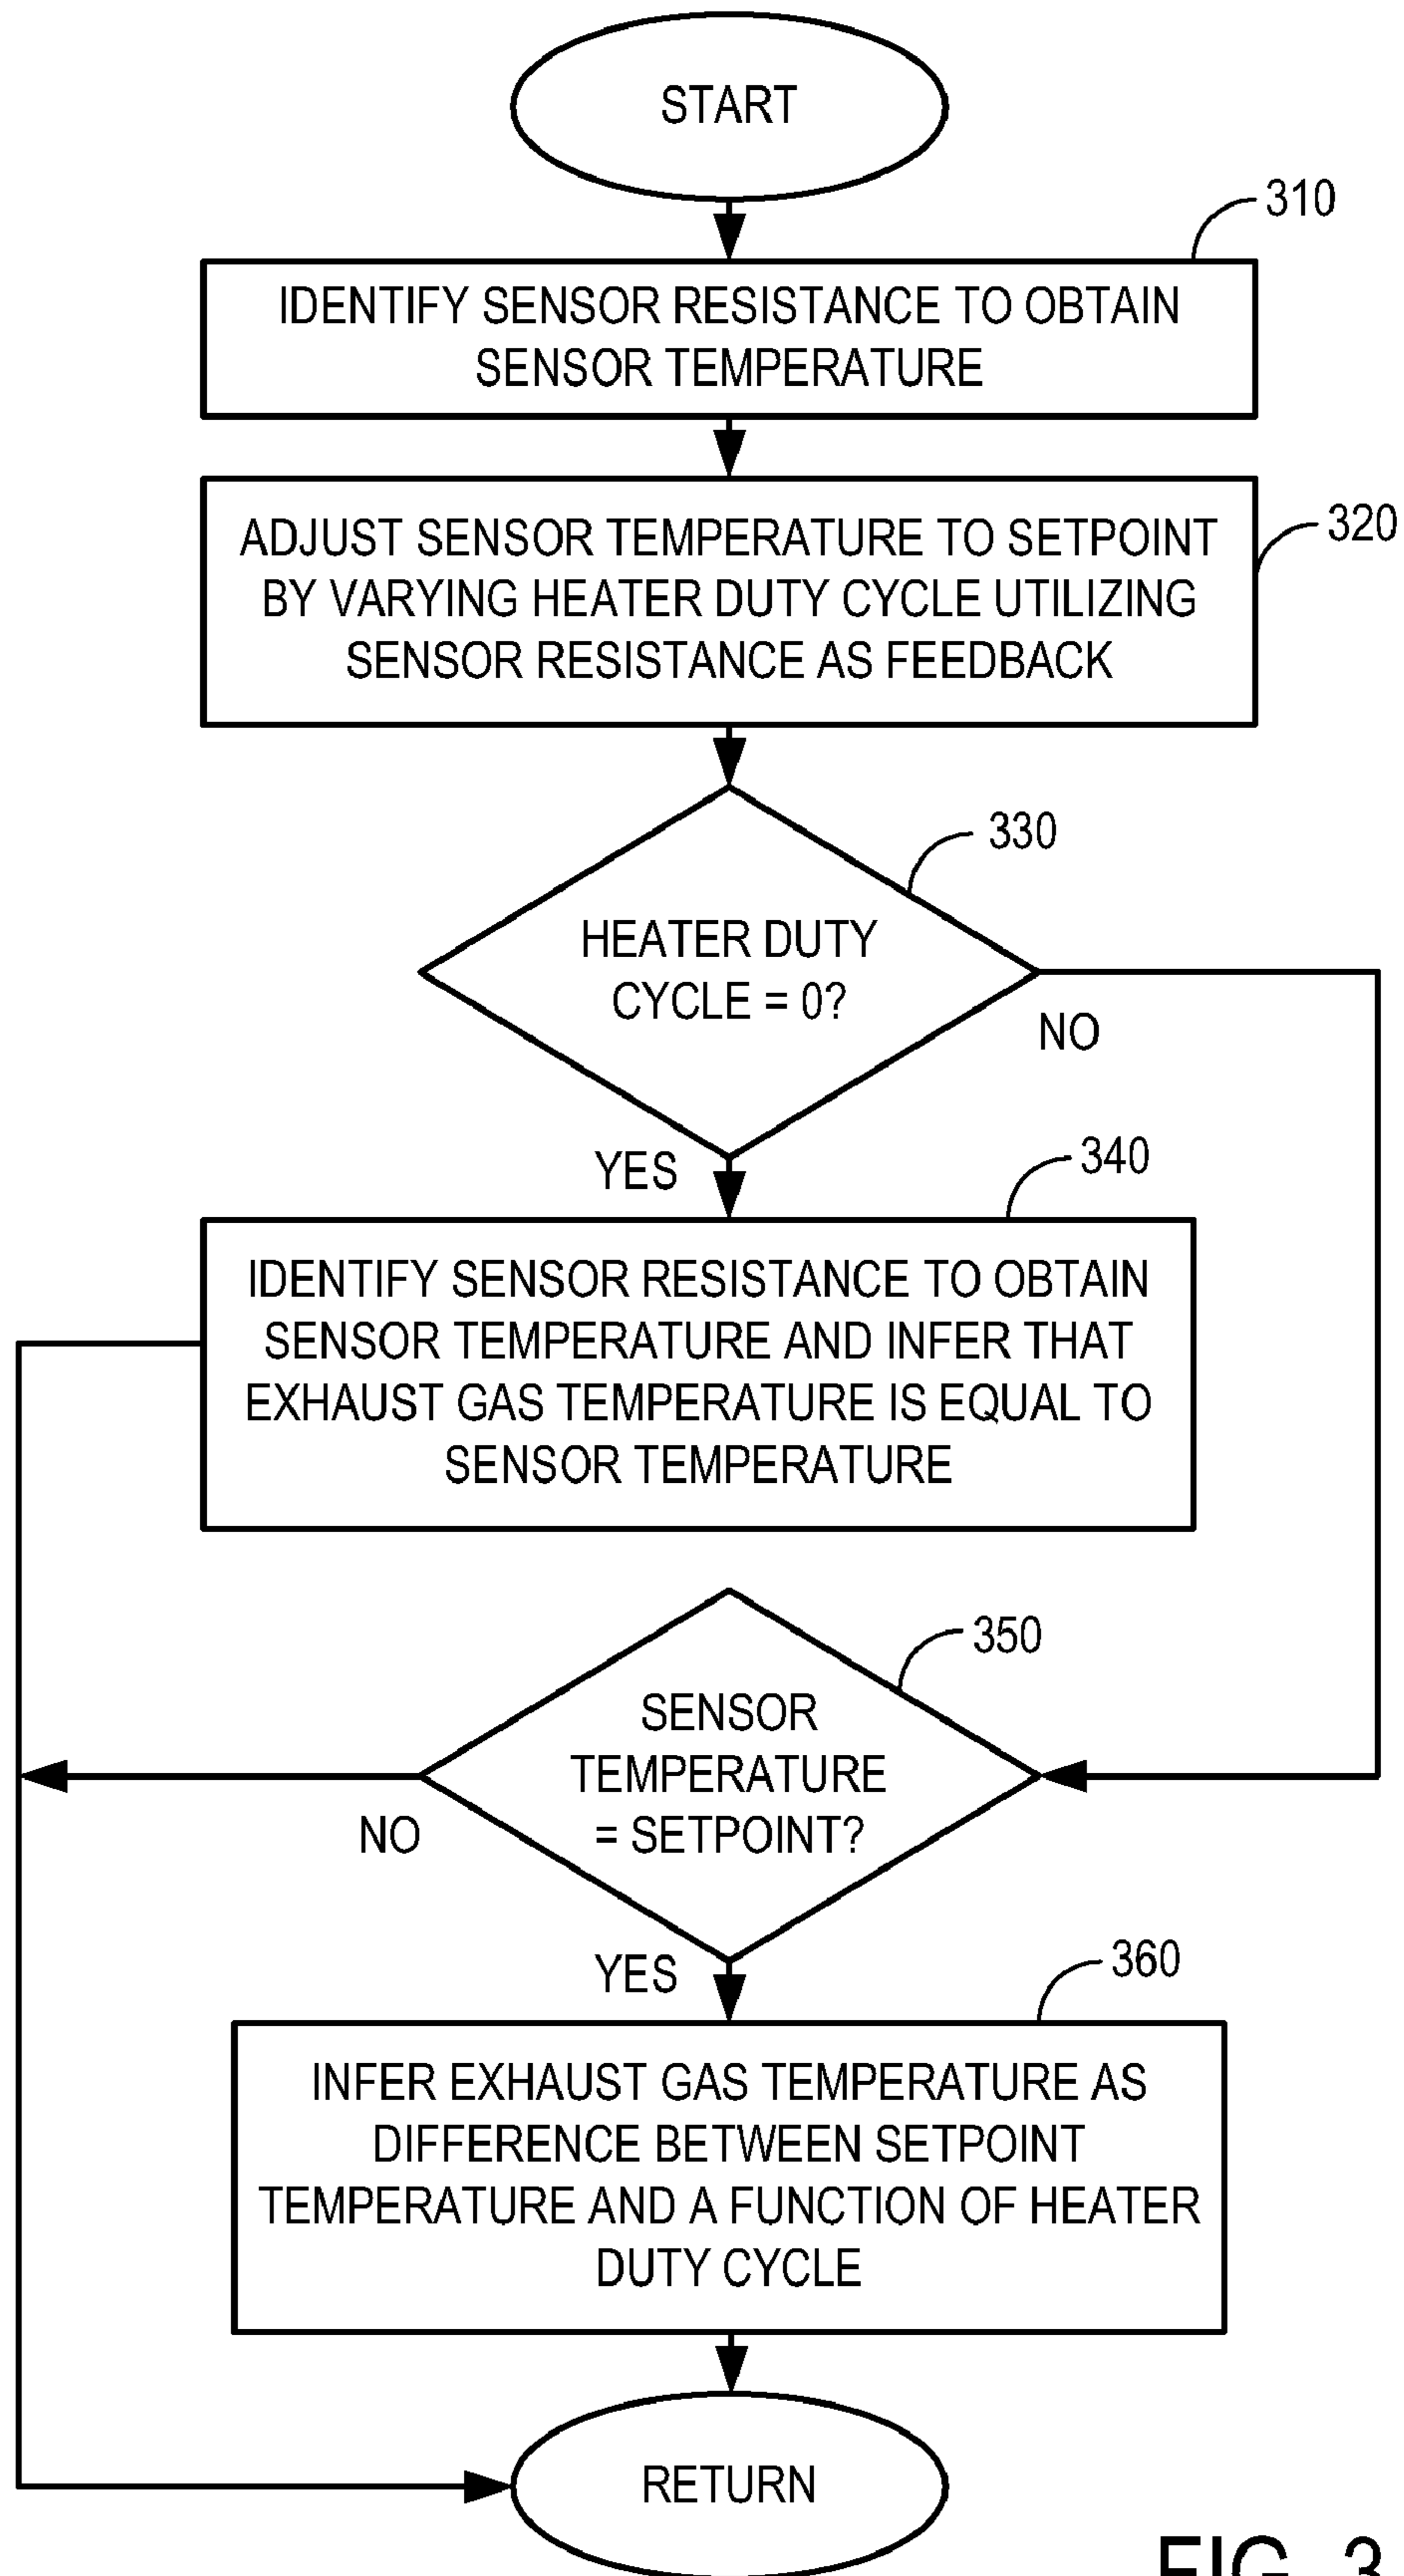 START
310
IDENTIFY SENSOR RESISTANCE TO OBTAIN
SENSOR TEMPERATURE
320
ADJUST SENSOR TEMPERATURE TO SETPOINT
BY VARYING HEATER DUTY CYCLE UTILIZING
SENSOR RESISTANCE AS FEEDBACK
330
HEATER DUTY
CYCLE = 0?
NO
YES
340
IDENTIFY SENSOR RESISTANCE TO OBTAIN
SENSOR TEMPERATURE AND INFER THAT
EXHAUST GAS TEMPERATURE IS EQUAL TO
SENSOR TEMPERATURE
350
SENSOR
TEMPERATURE
= SETPOINT?
NO
YES
360
INFER EXHAUST GAS TEMPERATURE AS
DIFFERENCE BETWEEN SETPOINT
TEMPERATURE AND A FUNCTION OF HEATER
DUTY CYCLE
RETURN
FIG. 3